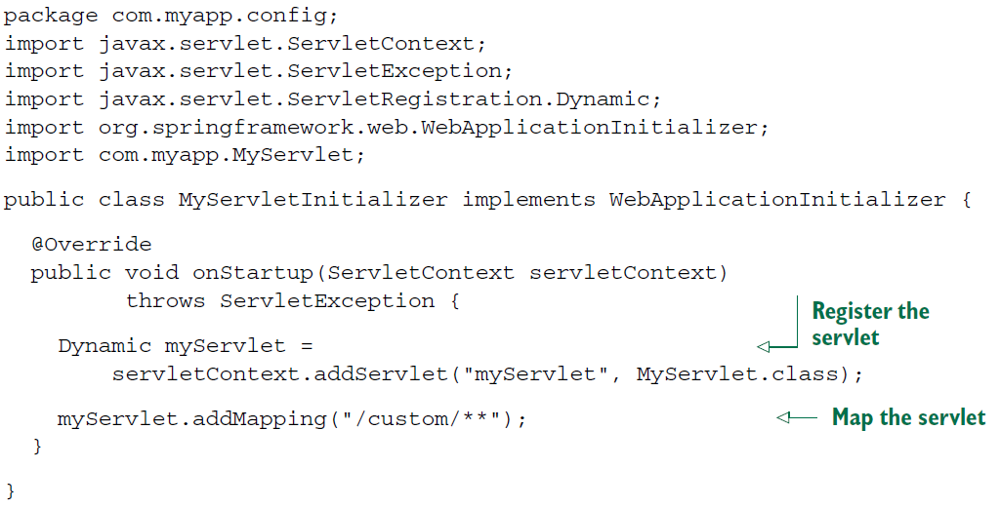 package com.myapp.config;
import javax.servlet.ServletContext;
import javax.servlet.ServletException;
import javax.servlet.ServletRegistration.Dynamic;
import org.springframework.web.WebApplicationInitializer;
import com.myapp.MyServlet;
public class MyServletInitializer implements WebApplicationInitializer {
@Override
public void onStartup(ServletContext servletContext)
throws ServletException {
Register the
servlet
Dynamic myServlet =
servletContext.addServlet("myServlet", MyServlet.class);
myServlet.addMapping("/custom/**");
Map the servlet
}
}